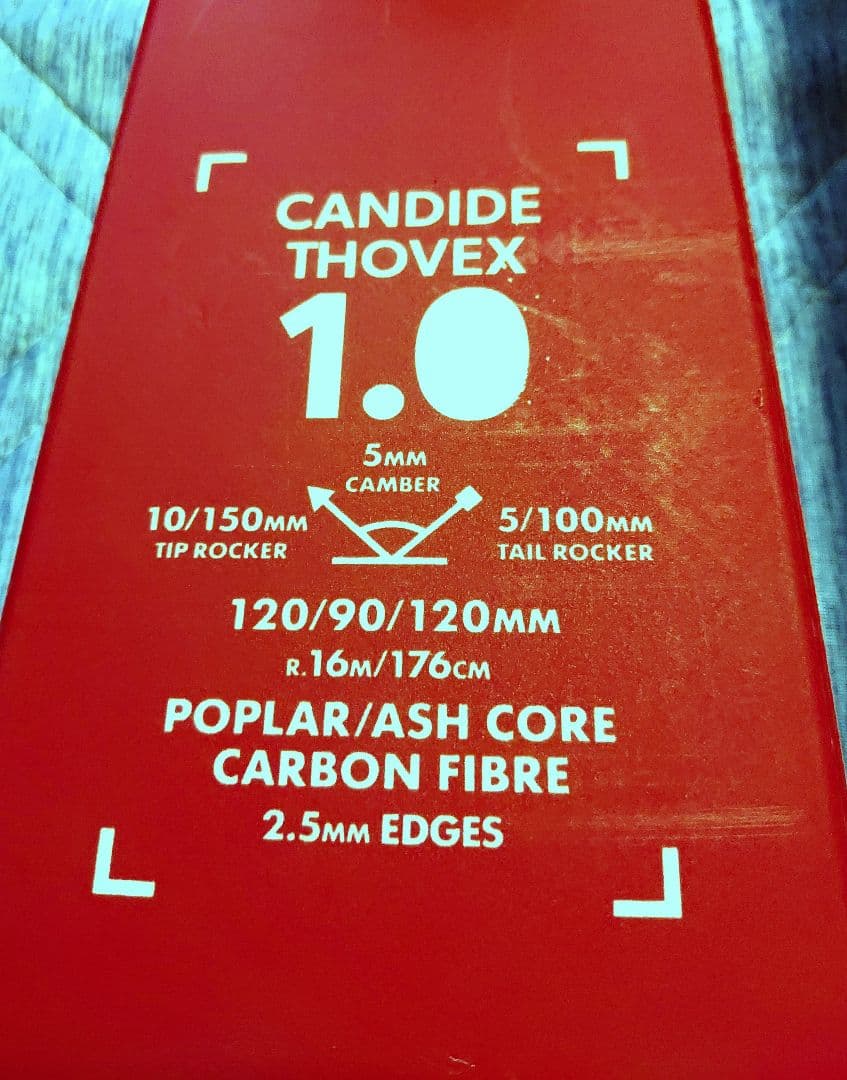 CANDIDE
THOVEX
1.0
5MM
CAMBER
10/150MM
TIP ROCKER
5/100MM
TAIL ROCKER
120/90/120MM
R.16M/176CM
POPLAR/ASH CORE
CARBON FIBRE
2.5MM EDGES